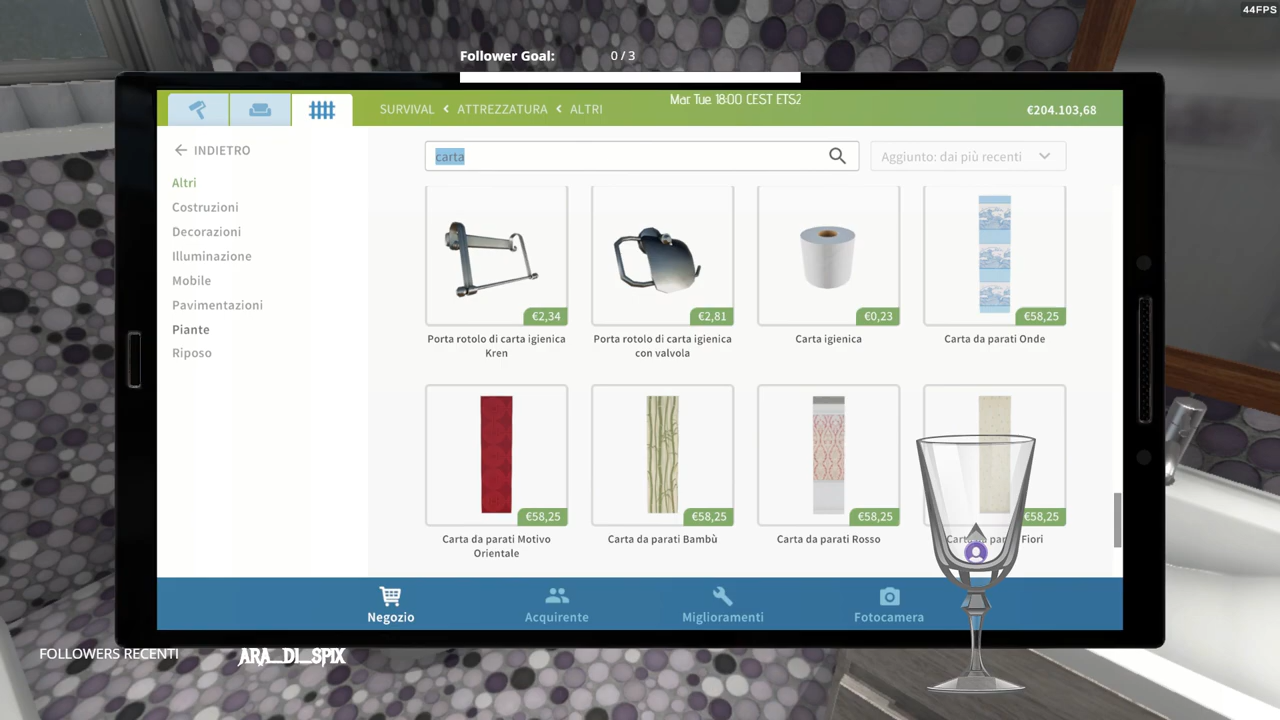 44FPS
Follower Goal: 0 / 3
Mar Tue 18:00 CEST ETS2
SURVIVAL < ATTREZZATURA < ALTRI
€204.103,68
INDIETRO
carta
Aggiunto: dai più recenti
Altri
Costruzioni
Decorazioni
Illuminazione
Mobile
Pavimentazioni
Piante
Riposo
€2,34
Porta rotolo di carta igienica
Kren
€2,81
Porta rotolo di carta igienica
con valvola
€0,23
Carta igienica
€58,25
Carta da parati Onde
€58,25
Carta da parati Motivo
Orientale
€58,25
Carta da parati Bambù
€58,25
Carta da parati Rosso
€58,25
Carta da parati Fiori
Negozio
Acquirente
Miglioramenti
Fotocamera
FOLLOWERS RECENTI
ARA_DI_SPIX